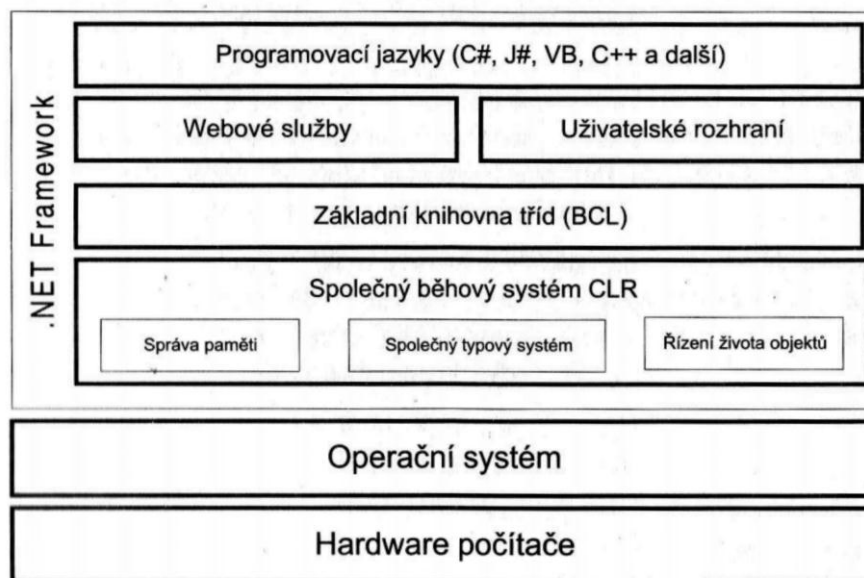 .NET Framework
Programovací jazyky (C#, J#, VB, C++ a další)
Webové služby
Uživatelské rozhraní
Základní knihovna tříd (BCL)
Společný běhový systém CLR
Správa paměti
Společný typový systém
Řízení života objektů
Operační systém
Hardware počítače